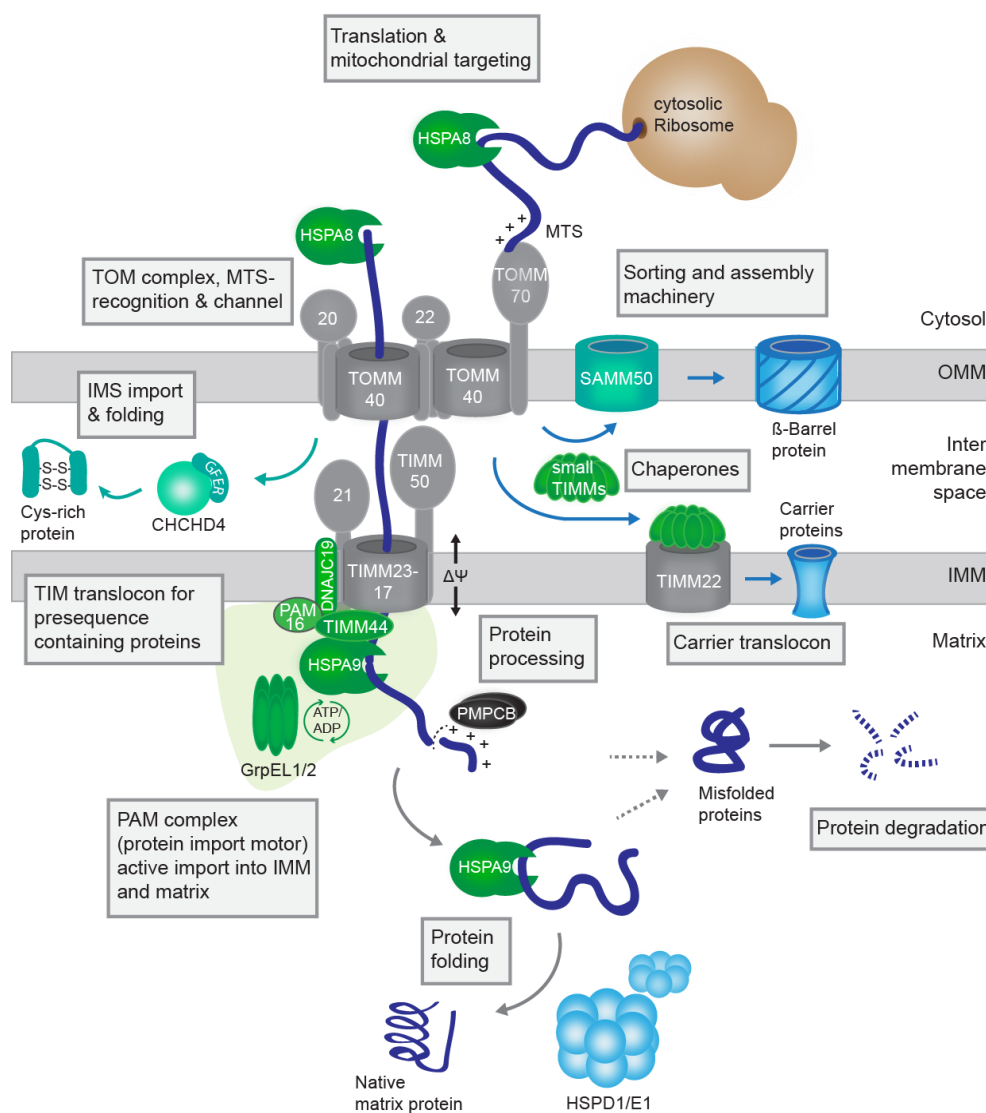 Translation &
mitochondrial targeting
cytosolic
Ribosome
HSPA8
HSPA8
+
+
+
MTS
TOM complex, MTS-
recognition & channel
TOMM
70
Sorting and assembly
machinery
20
22
Cytosol
TOMM
40
TOMM
40
SAMM50
OMM
IMS import
& folding
ß-Barrel
protein
Inter
membrane
space
TIMM
50
small
TIMMs
Chaperones
-S-S-
-S-S-
GFER
21
Cys-rich
protein
CHCHD4
Carrier
proteins
DNAJC19
TIMM23-
17
ΔΨ
TIMM22
IMM
TIM translocon for
presequence
containing proteins
PAM
16
TIMM44
Protein
processing
Carrier translocon
Matrix
HSPA9
ATP/
ADP
GrpEL1/2
PMPCB
+
+
+
+
+
Misfolded
proteins
Protein degradation
PAM complex
(protein import motor)
active import into IMM
and matrix
HSPA9
Protein
folding
Native
matrix protein
HSPD1/E1